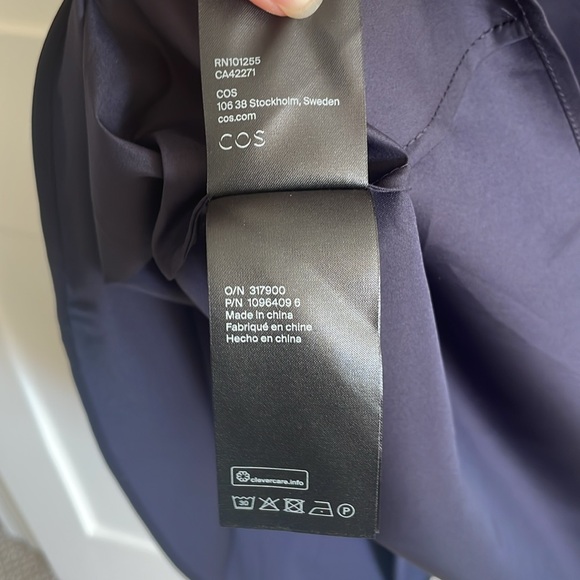 RN101255
CA42271
COS
106 38 Stockholm, Sweden
cos.com
COS
O/N 317900
P/N 1096409 6
Made in china
Fabriqué en chine
Hecho en china
clevercare.info
30
P